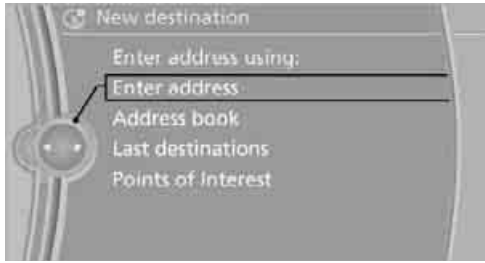 New destination
Enter address using:
Enter address
Address book
Last destinations
Points of Interest